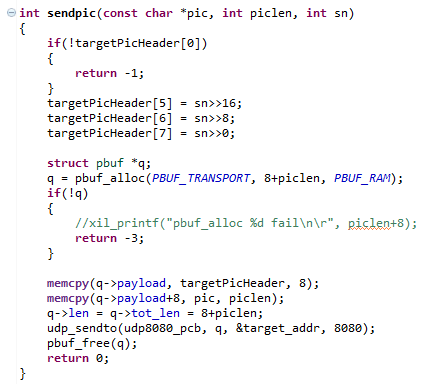 int sendpic(const char *pic, int piclen, int sn)
{
    if(!targetPicHeader[0])
    {
        return -1;
    }
    targetPicHeader[5] = sn>>16;
    targetPicHeader[6] = sn>>8;
    targetPicHeader[7] = sn>>0;

    struct pbuf *q;
    q = pbuf_alloc(PBUF_TRANSPORT, 8+piclen, PBUF_RAM);
    if(!q)
    {
        //xil_printf("pbuf_alloc %d fail\n\r", piclen+8);
        return -3;
    }

    memcpy(q->payload, targetPicHeader, 8);
    memcpy(q->payload+8, pic, piclen);
    q->len = q->tot_len = 8+piclen;
    udp_sendto(udp8080_pcb, q, &target_addr, 8080);
    pbuf_free(q);
    return 0;
}